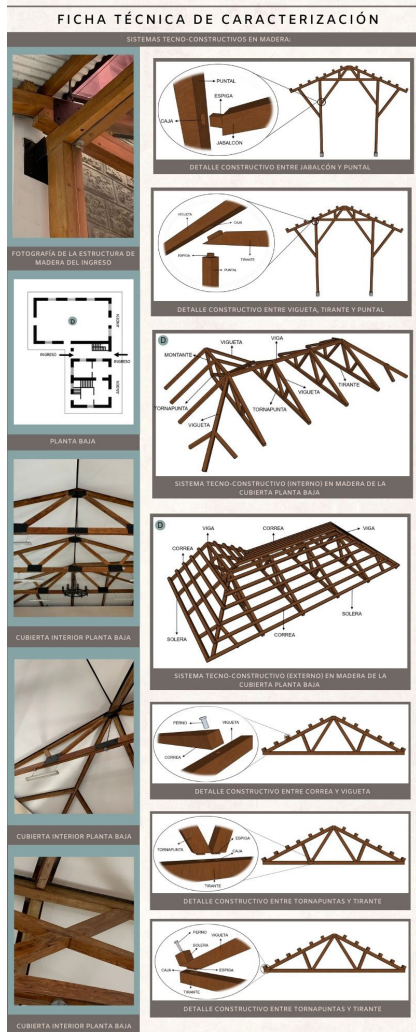 FICHA TÉCNICA DE CARACTERIZACIÓN
SISTEMAS TECNO-CONSTRUCTIVOS EN MADERA:
FOTOGRAFÍA DE LA ESTRUCTURA DE
MADERA DEL INGRESO
D
INGRESO
INGRESO
ANDEN
ANDEN
PLANTA BAJA
CUBIERTA INTERIOR PLANTA BAJA
CUBIERTA INTERIOR PLANTA BAJA
CUBIERTA INTERIOR PLANTA BAJA
PUNTAL
ESPIGA
CAJA
JABALCÓN
DETALLE CONSTRUCTIVO ENTRE JABALCÓN Y PUNTAL
VIGUETA
CAJA
TIRANTE
ESPIGA
PUNTAL
DETALLE CONSTRUCTIVO ENTRE VIGUETA, TIRANTE Y PUNTAL
D
VIGUETA
VIGA
MONTANTE
TIRANTE
VIGUETA
TORNAPUNTA
TORNAPUNTA
VIGUETA
SISTEMA TECNO-CONSTRUCTIVO (INTERNO) EN MADERA DE LA
CUBIERTA PLANTA BAJA
D
VIGA
CORREA
VIGA
CORREA
SOLERA
SOLERA
CORREA
SISTEMA TECNO-CONSTRUCTIVO (EXTERNO) EN MADERA DE LA
CUBIERTA PLANTA BAJA
PERNO
VIGUETA
CORREA
DETALLE CONSTRUCTIVO ENTRE CORREA Y VIGUETA
ESPIGA
TORNAPUNTA
CAJA
TIRANTE
DETALLE CONSTRUCTIVO ENTRE TORNAPUNTAS Y TIRANTE
PERNO
VIGUETA
SOLERA
CAJA
ESPIGA
TIRANTE
DETALLE CONSTRUCTIVO ENTRE TORNAPUNTAS Y TIRANTE